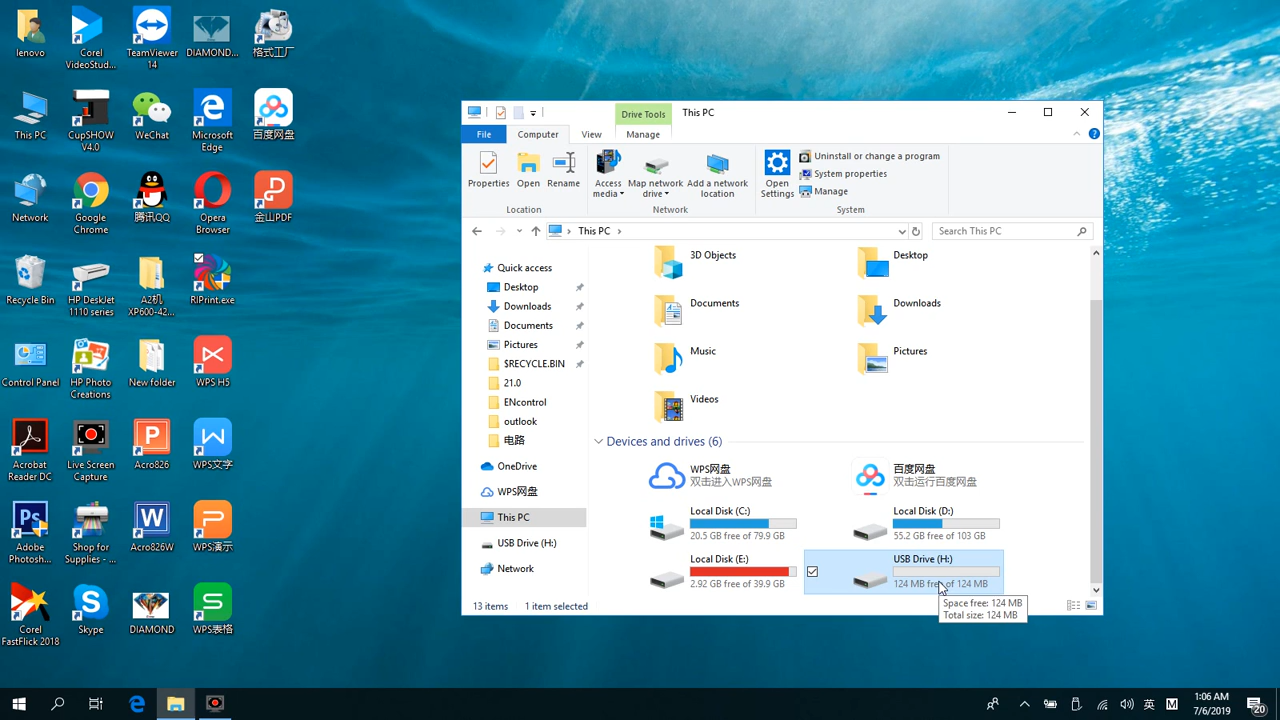 lenovo
Corel
VideoStud...
TeamViewer
14
DIAMOND...
格式工厂
This PC
CupSHOW
V4.0
WeChat
Microsoft
Edge
百度网盘
Network
Google
Chrome
腾讯QQ
Opera
Browser
金山PDF
Recycle Bin
HP DeskJet
1110 series
A2机
XP600-42...
RIPrint.exe
Control Panel
HP Photo
Creations
New folder
WPS H5
Acrobat
Reader DC
Live Screen
Capture
Acro826
WPS文字
Adobe
Photosh...
Shop for
Supplies - ...
Acro826W
WPS演示
Corel
FastFlick 2018
Skype
DIAMOND
WPS表格
Drive Tools
This PC
File
Computer
View
Manage
Properties
Open
Rename
Access
media
Map network
drive
Add a network
location
Open
Settings
Uninstall or change a program
System properties
Manage
Location
Network
System
This PC
Search This PC
Quick access
Desktop
Downloads
Documents
Pictures
$RECYCLE.BIN
21.0
ENcontrol
outlook
电路
OneDrive
WPS网盘
This PC
USB Drive (H:)
Network
3D Objects
Desktop
Documents
Downloads
Music
Pictures
Videos
Devices and drives (6)
WPS网盘
双击进入WPS网盘
百度网盘
双击运行百度网盘
Local Disk (C:)
20.5 GB free of 79.9 GB
Local Disk (D:)
55.2 GB free of 103 GB
Local Disk (E:)
2.92 GB free of 39.9 GB
USB Drive (H:)
124 MB free of 124 MB
Space free: 124 MB
Total size: 124 MB
13 items
1 item selected
英
M
1:06 AM
7/6/2019
20